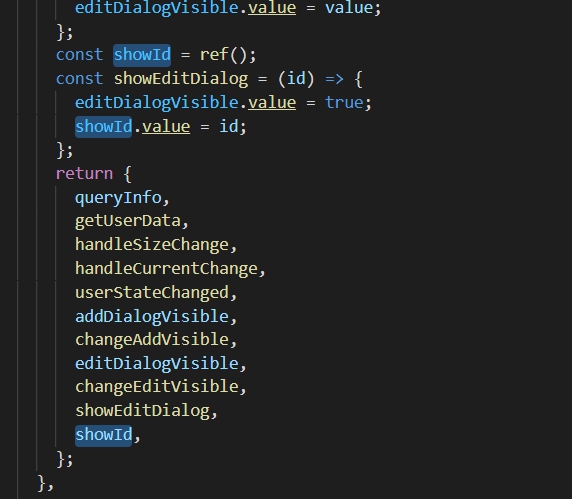 editDialogVisible.value = value;
};
const showId = ref();
const showEditDialog = (id) => {
editDialogVisible.value = true;
showId.value = id;
};
return {
queryInfo,
getUserData,
handleSizeChange,
handleCurrentChange,
userStateChanged,
addDialogVisible,
changeAddVisible,
editDialogVisible,
changeEditVisible,
showEditDialog,
showId,
};
},